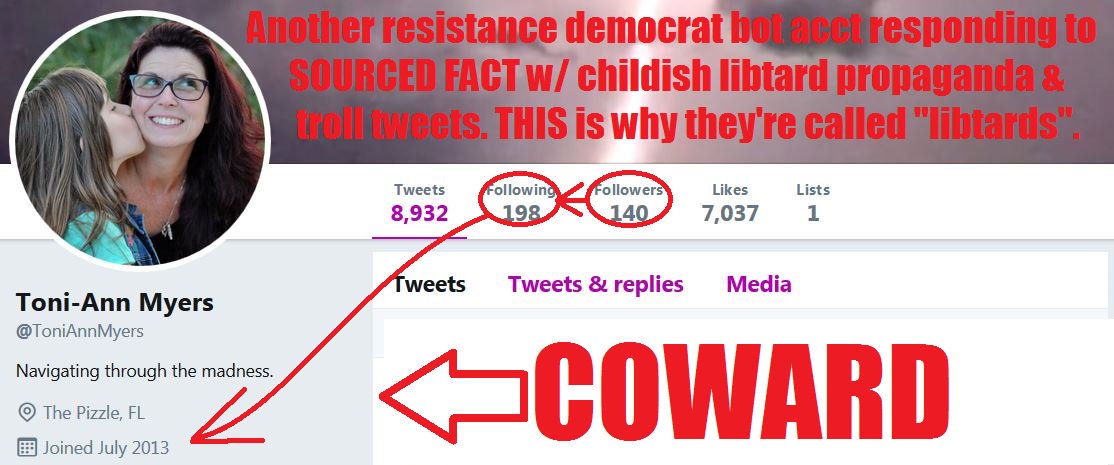 Another resistance democrat bot acct responding to
SOURCED FACT w/ childish libtard propaganda &
troll tweets. THIS is why they're called "libtards".
Tweets Following Followers Likes Lists
8,932 198 140 7,037 1
Toni-Ann Myers
@ToniAnnMyers
Navigating through the madness.
The Pizzle, FL
Joined July 2013
Tweets Tweets & replies Media
COWARD